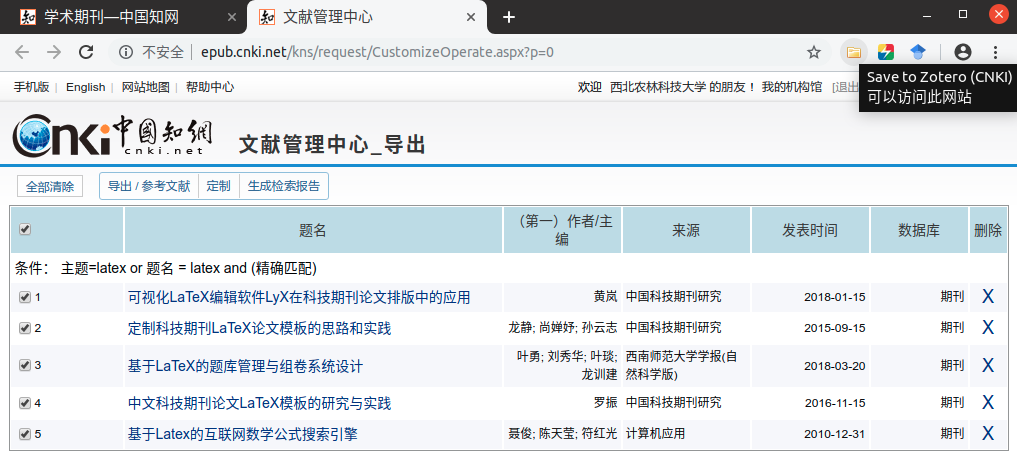 学术期刊—中国知网
文献管理中心
不安全 epub.cnki.net/kns/request/CustomizeOperate.aspx?p=0
Save to Zotero (CNKI)
可以访问此网站
手机版 | English | 网站地图 | 帮助中心
欢迎 西北农林科技大学 的朋友！ 我的机构馆 [退出
Cnki 中國知網
cnki.net
文献管理中心_导出
全部清除 导出 / 参考文献 定制 生成检索报告
题名 （第一）作者/主编 来源 发表时间 数据库 删除
条件： 主题=latex or 题名 = latex and (精确匹配)
1 可视化LaTeX编辑软件LyX在科技期刊论文排版中的应用 黄岚 中国科技期刊研究 2018-01-15 期刊 X
2 定制科技期刊LaTeX论文模板的思路和实践 龙静; 尚婵妤; 孙云志 中国科技期刊研究 2015-09-15 期刊 X
3 基于LaTeX的题库管理与组卷系统设计 叶勇; 刘秀华; 叶琰; 龙训建 西南师范大学学报(自然科学版) 2018-03-20 期刊 X
4 中文科技期刊论文LaTeX模板的研究与实践 罗振 中国科技期刊研究 2016-11-15 期刊 X
5 基于Latex的互联网数学公式搜索引擎 聂俊; 陈天莹; 符红光 计算机应用 2010-12-31 期刊 X